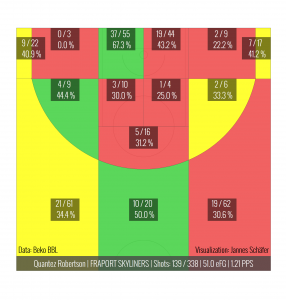 9 / 22
40.9 %
0 / 3
0.0 %
37 / 55
67.3 %
19 / 44
43.2 %
2 / 9
22.2 %
7 / 17
41.2 %
4 / 9
44.4 %
3 / 10
30.0 %
1 / 4
25.0 %
2 / 6
33.3 %
5 / 16
31.2 %
21 / 61
34.4 %
10 / 20
50.0 %
19 / 62
30.6 %
Data: Beko BBL
Visualization: Jannes Schäfer
Quantez Robertson | FRAPORT SKYLINERS | Shots: 139 / 338 | 51.0 eFG | 1.21 PPS